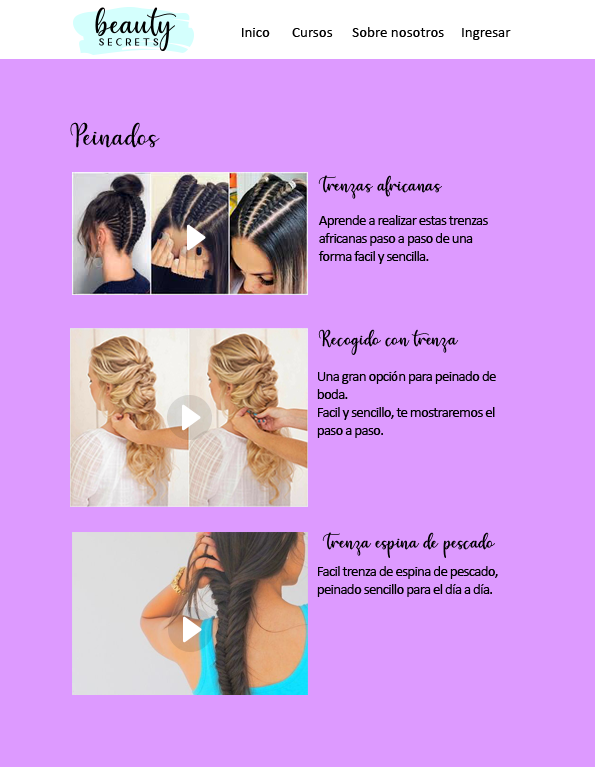 beauty
SECRETS
Inicio Cursos Sobre nosotros Ingresar
Peinados
Trenzas africanas
Aprende a realizar estas trenzas
africanas paso a paso de una
forma facil y sencilla.
Recogido con trenza
Una gran opción para peinado de
boda.
Facil y sencillo, te mostraremos el
paso a paso.
Trenza espina de pescado
Facil trenza de espina de pescado,
peinado sencillo para el día a día.